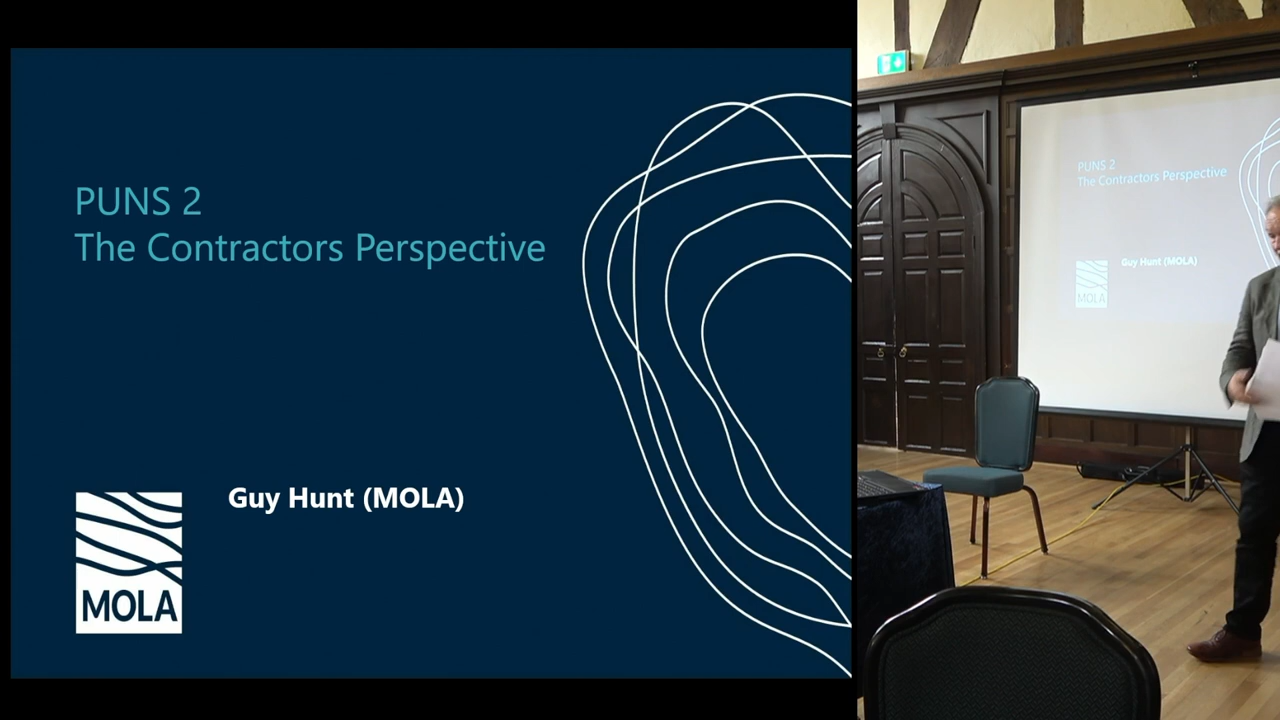 PUNS 2
The Contractors Perspective
Guy Hunt (MOLA)
MOLA
PUNS 2
The Contractors Perspective
Guy Hunt (MOLA)
MOLA